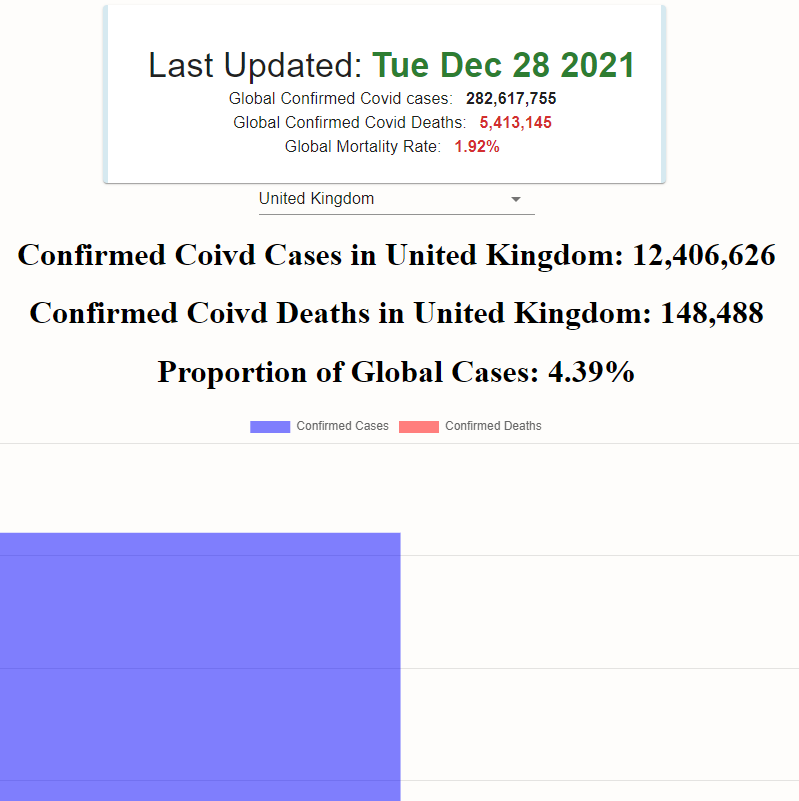 Last Updated: Tue Dec 28 2021
Global Confirmed Covid cases: 282,617,755
Global Confirmed Covid Deaths: 5,413,145
Global Mortality Rate: 1.92%
United Kingdom
Confirmed Coivd Cases in United Kingdom: 12,406,626
Confirmed Coivd Deaths in United Kingdom: 148,488
Proportion of Global Cases: 4.39%
Confirmed Cases Confirmed Deaths